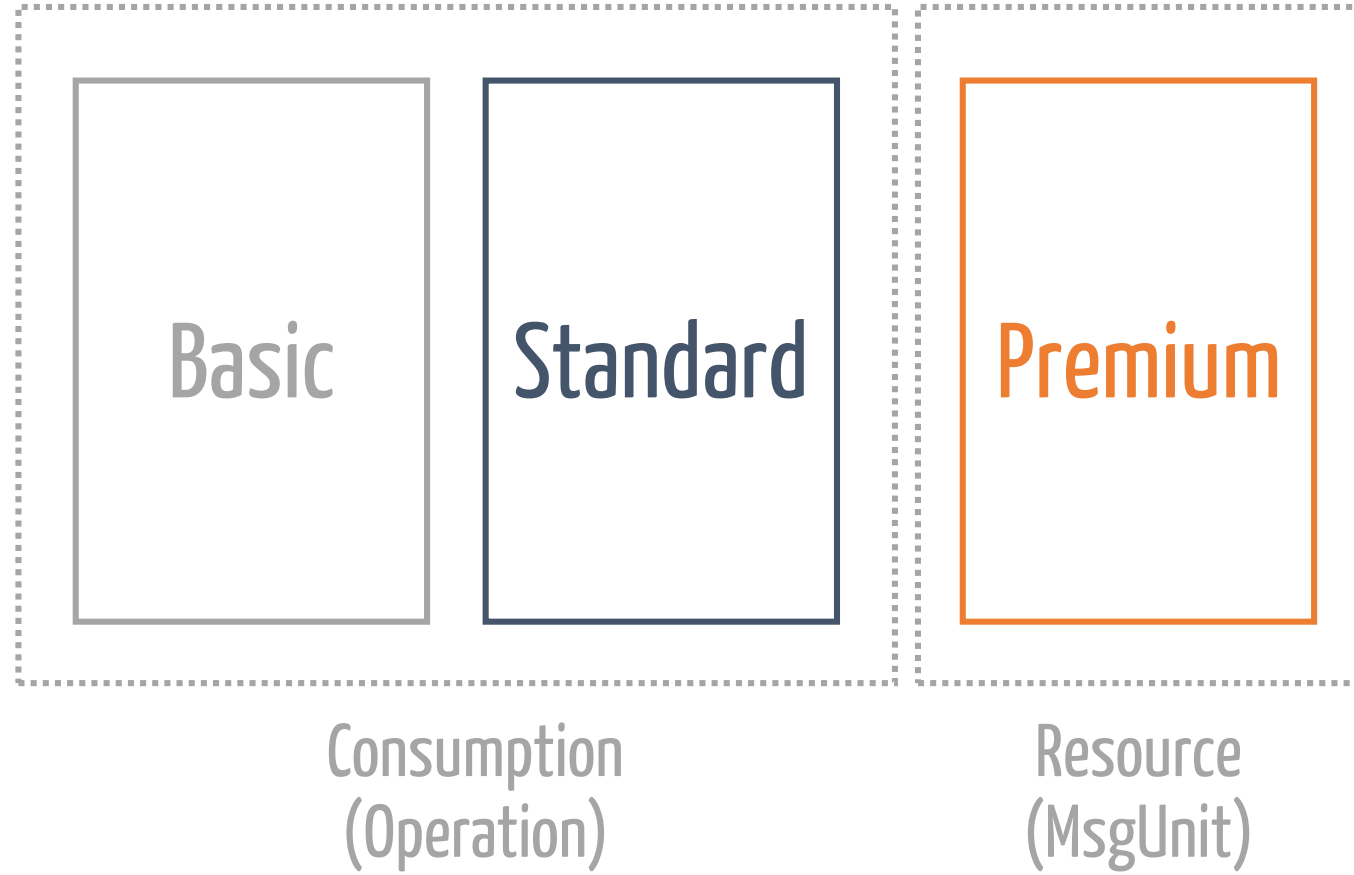 Basic
Standard
Premium
Consumption
(Operation)
Resource
(MsgUnit)